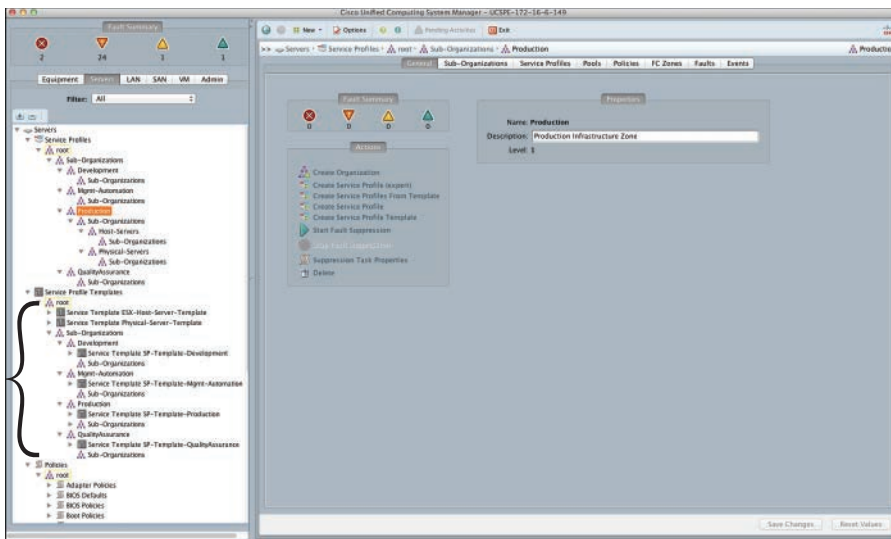 Cisco Unified Computing System Manager - UCSPE-172-16-6-149
Fault Summary
2 24 1 1
Equipment Servers LAN SAN VM Admin
Filter: All
Servers
Service Profiles
root
Sub-Organizations
Development
Sub-Organizations
Mgmt-Automation
Sub-Organizations
Production
Sub-Organizations
Host-Servers
Sub-Organizations
Physical-Servers
Sub-Organizations
QualityAssurance
Sub-Organizations
Service Profile Templates
root
Service Template ESX-Host-Server-Template
Service Template Physical-Server-Template
Sub-Organizations
Development
Service Template SP-Template-Development
Sub-Organizations
Mgmt-Automation
Service Template SP-Template-Mgmt-Automation
Sub-Organizations
Production
Service Template SP-Template-Production
Sub-Organizations
QualityAssurance
Service Template SP-Template-QualityAssurance
Sub-Organizations
Policies
root
Adapter Policies
BIOS Defaults
BIOS Policies
Boot Policies
New Options Pending Activities Exit
>> Servers Service Profiles root Sub-Organizations Production
Productio
General Sub-Organizations Service Profiles Pools Policies FC Zones Faults Events
Fault Summary
0 0 0 0
Actions
Create Organization
Create Service Profile (expert)
Create Service Profiles From Template
Create Service Profile
Create Service Profile Template
Start Fault Suppression
Stop Fault Suppression
Suppression Task Properties
Delete
Properties
Name: Production
Description: Production Infrastructure Zone
Level: 1
Save Changes Reset Values